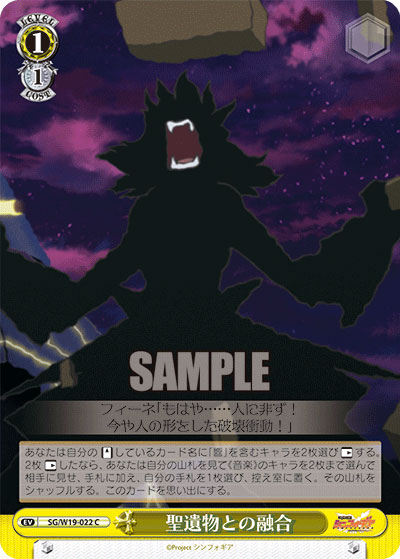 LEVEL
1
1
COST
SAMPLE
フィーネ「もはや……人に非ず！
今や人の形をした破壊衝動！」
あなたは自分の しているカード名に「響」を含むキャラを2枚選び する。
2枚 したなら、あなたは自分の山札を見て《音楽》のキャラを2枚まで選んで
相手に見せ、手札に加え、自分の手札を1枚選び、控え室に置く。その山札を
シャッフルする。このカードを思い出にする。
EV
SG/W19-022 C
聖遺物との融合
©Project シンフォギア